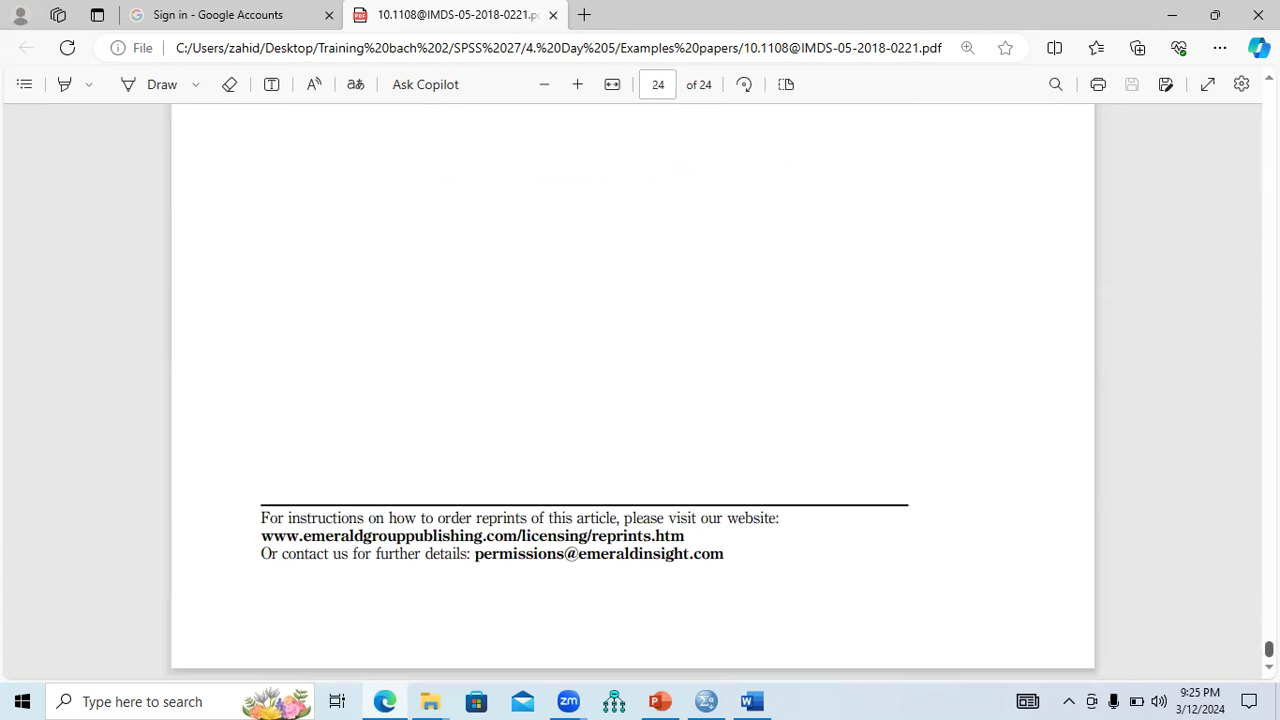 Sign in - Google Accounts
10.1108@IMDS-05-2018-0221.p
File
C:/Users/zahid/Desktop/Training%20bach%202/SPSS%2027/4.%20Day%205/Examples%20papers/10.1108@IMDS-05-2018-0221.pdf
Draw
aあ
Ask Copilot
24
of 24
For instructions on how to order reprints of this article, please visit our website:
www.emeraldgrouppublishing.com/licensing/reprints.htm
Or contact us for further details: permissions@emeraldinsight.com
Type here to search
9:25 PM
3/12/2024